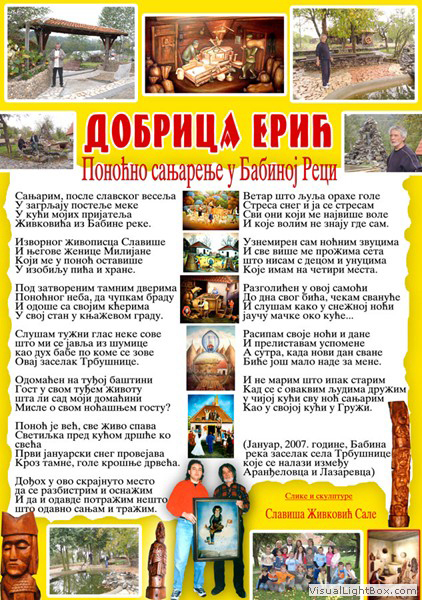 ДОБРИЦА ЕРИЋ
Поноћно сањарење у Бабиној Реци
Сањарим, после славског весеља
У загрљају постеље меке
У кући мојих пријатеља
Живковића из Бабине реке.
Изворног живописца Славише
И његове женице Милијане
Који ме у поноћ оставише
У изобиљу пића и хране.
Под затвореним тамним дверима
Поноћног неба, да чупкам браду
И одоше са својим кћерима
У свој стан у књажевом граду.
Слушам тужни глас неке сове
што ми се јавља из шумице
као дух бабе по коме се зове
Овај заселак Трбушнице.
Одомаћен на туђој баштини
Гост у свом туђем животу
шта ли сад моји домаћини
Мисле о свом ноћашњем госту?
Поноћ је већ, све живо спава
Светиљка пред кућом дршће ко
свећа
Први јануарски снег провејава
Кроз тамне, голе крошње дрвећа.
Дођох у ово скрајнуто место
да се разбистрим и оснажим
И да и овавде потражим нешто
што одавно сањам и тражим.
Ветар што љуља орахе голе
Стреса снег и ја се стресам
Сви они који ме највише воле
И које волим не знају где сам.
Узнемирен сам ноћним звуцима
И све више ме прожима сета
што нисам с децом и унуцима
Које имам на четири места.
Разголићен у овој самоћи
До дна свог бића, чекам свануће
И слушам како у снежној ноћи
јаучу мачке око куће...
Расипам своје ноћи и дане
И прелиставам успомене
А сутра, када нови дан сване
Биће још мало наде за мене.
И не марим што ипак старим
Кад се с оваквим људима дружим
у чијој кући сву ноћ сањарим
Као у својој кући у Гружи.
(Јануар, 2007. године, Бабина
река заселак села Трбушнице
које се налази између
Аранђеловца и Лазаревца)
Слике и скулптуре
Славиша Живковић Сале
VisualLightBox.com